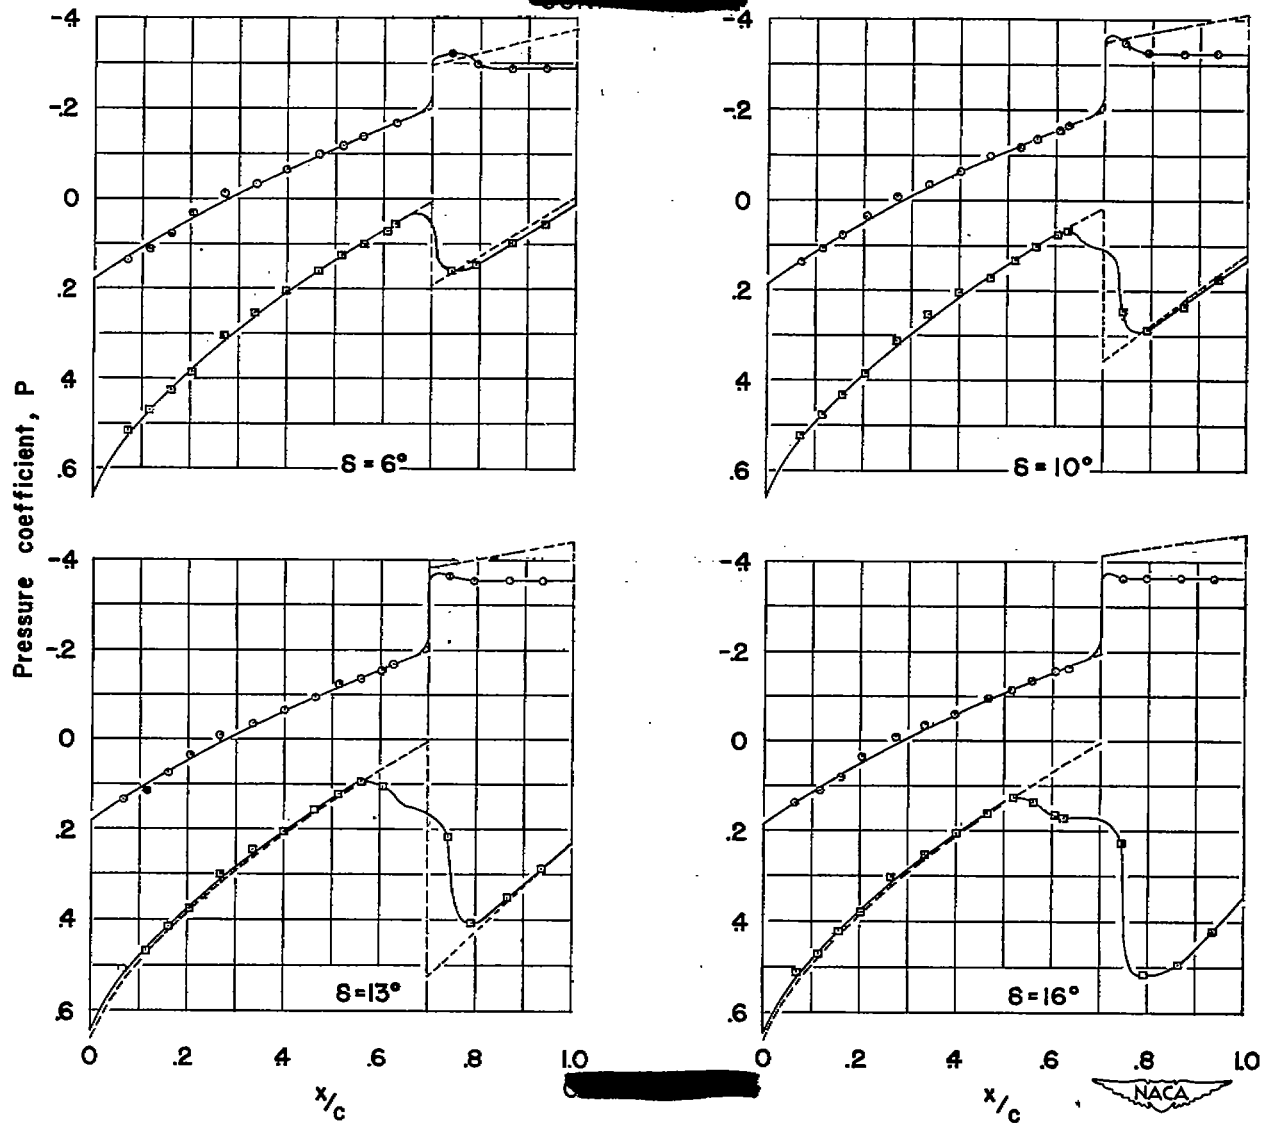 -.4
-.2
0
.2
.4
.6
δ = 6°
-.4
-.2
0
.2
.4
.6
δ = 10°
Pressure coefficient, P
-.4
-.2
0
.2
.4
.6
δ = 13°
0 .2 .4 .6 .8 1.0
x/c
-.4
-.2
0
.2
.4
.6
δ = 16°
0 .2 .4 .6 .8 1.0
x/c
NACA